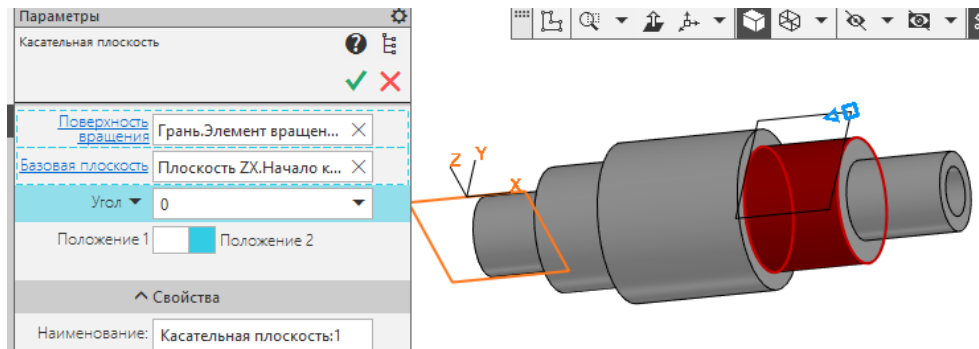 Параметры
Касательная плоскость
Поверхность вращения
Грань.Элемент вращен...
Базовая плоскость
Плоскость ZX.Начало к...
Угол
0
Положение 1
Положение 2
Свойства
Наименование:
Касательная плоскость:1
Z
Y
X